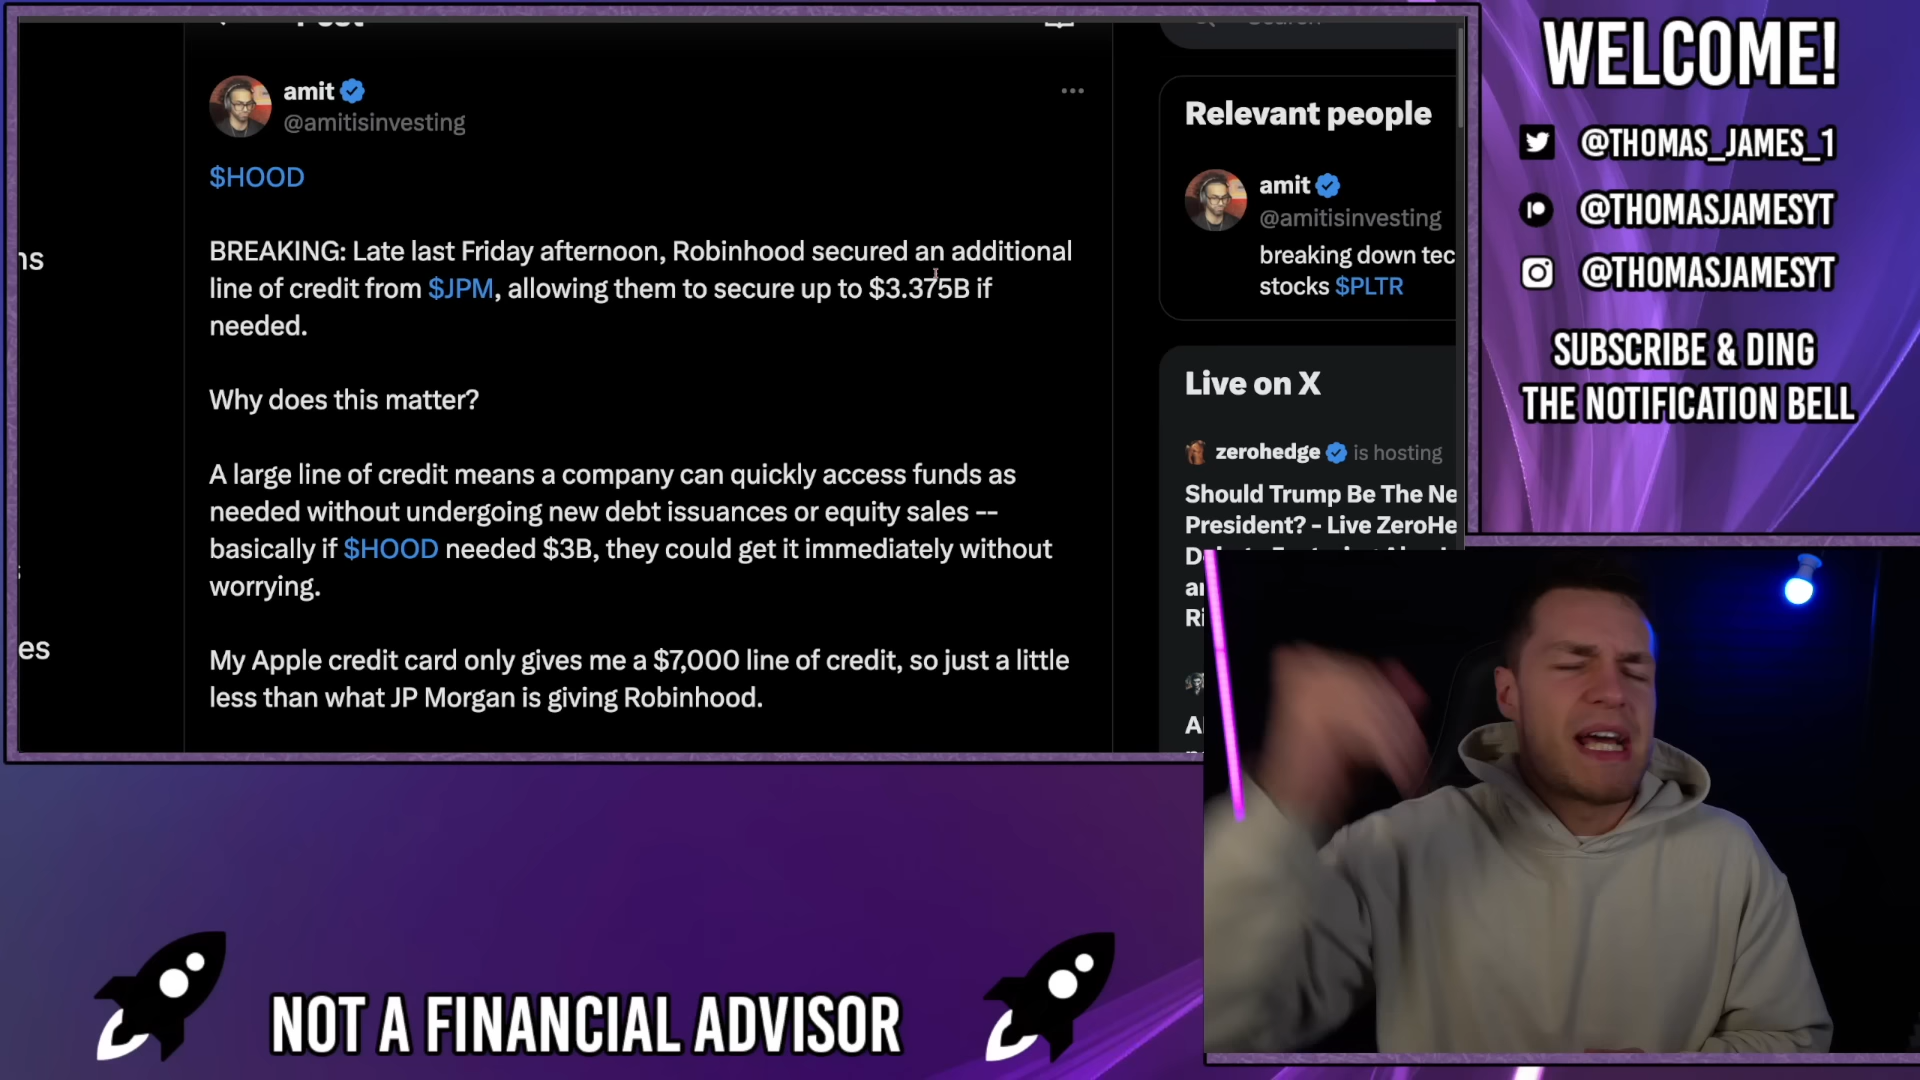 Post
Search
amit
@amitisinvesting
$HOOD
BREAKING: Late last Friday afternoon, Robinhood secured an additional
line of credit from $JPM, allowing them to secure up to $3.375B if
needed.
Why does this matter?
A large line of credit means a company can quickly access funds as
needed without undergoing new debt issuances or equity sales --
basically if $HOOD needed $3B, they could get it immediately without
worrying.
My Apple credit card only gives me a $7,000 line of credit, so just a little
less than what JP Morgan is giving Robinhood.
ns
es
Relevant people
amit
@amitisinvesting
breaking down tec
stocks $PLTR
Live on X
zerohedge is hosting
Should Trump Be The Ne
President? - Live ZeroHe
WELCOME!
@THOMAS_JAMES_1
@THOMASJAMESYT
@THOMASJAMESYT
SUBSCRIBE & DING
THE NOTIFICATION BELL
NOT A FINANCIAL ADVISOR